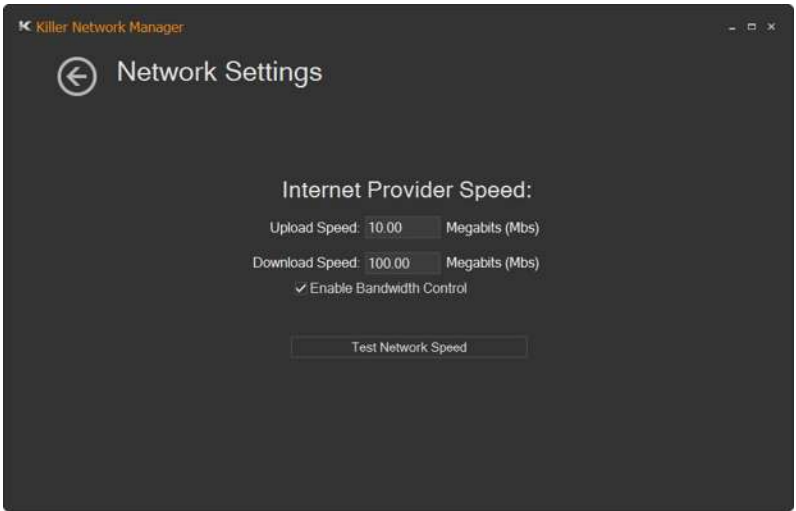 Killer Network Manager
Network Settings
Internet Provider Speed:
Upload Speed: 10.00 Megabits (Mbs)
Download Speed: 100.00 Megabits (Mbs)
Enable Bandwidth Control
Test Network Speed